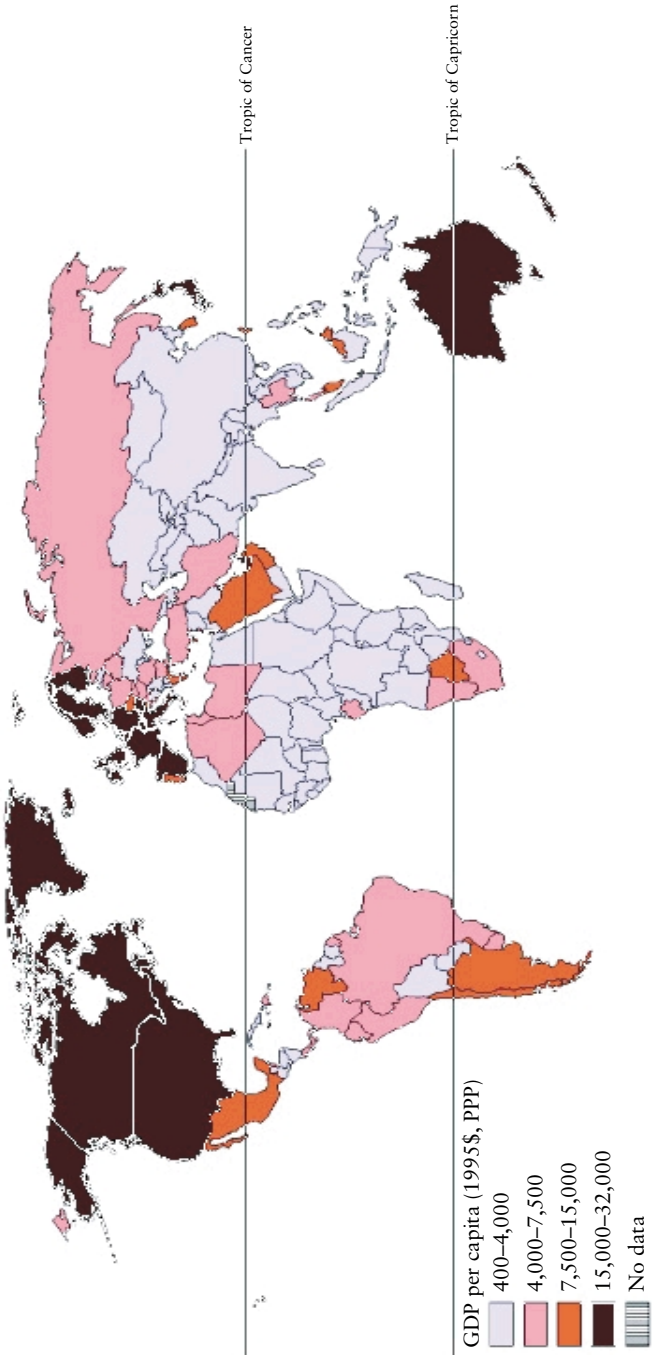 Tropic of Cancer
Tropic of Capricorn
GDP per capita (1995$, PPP)
400–4,000
4,000–7,500
7,500–15,000
15,000–32,000
No data